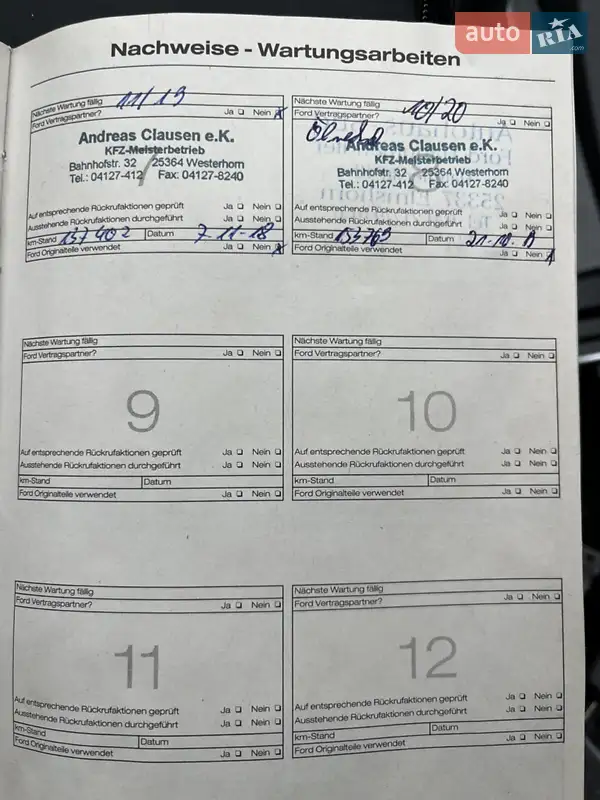 auto RIA .com
Nachweise - Wartungsarbeiten
Nächste Wartung fällig 11/19
Ford Vertragspartner? Ja Nein
Andreas Clausen e.K.
KFZ-Meisterbetrieb
Bahnhofstr. 32 25364 Westerhorn
Tel.: 04127-412 Fax: 04127-8240
Auf entsprechende Rückrufaktionen geprüft Ja Nein
Ausstehende Rückrufaktionen durchgeführt Ja Nein
km-Stand 137402 Datum 7-11-18
Ford Originalteile verwendet Ja Nein
Nächste Wartung fällig 10/20
Ford Vertragspartner? Ja Nein
Andreas Clausen e.K.
KFZ-Meisterbetrieb
Bahnhofstr. 32 25364 Westerhorn
Tel.: 04127-412 Fax: 04127-8240
Auf entsprechende Rückrufaktionen geprüft Ja Nein
Ausstehende Rückrufaktionen durchgeführt Ja Nein
km-Stand 153769 Datum 21-10-
Ford Originalteile verwendet Ja Nein
Nächste Wartung fällig
Ford Vertragspartner? Ja Nein
9
Auf entsprechende Rückrufaktionen geprüft Ja Nein
Ausstehende Rückrufaktionen durchgeführt Ja Nein
km-Stand Datum
Ford Originalteile verwendet Ja Nein
Nächste Wartung fällig
Ford Vertragspartner? Ja Nein
10
Auf entsprechende Rückrufaktionen geprüft Ja Nein
Ausstehende Rückrufaktionen durchgeführt Ja Nein
km-Stand Datum
Ford Originalteile verwendet Ja Nein
Nächste Wartung fällig
Ford Vertragspartner? Ja Nein
11
Auf entsprechende Rückrufaktionen geprüft Ja Nein
Ausstehende Rückrufaktionen durchgeführt Ja Nein
km-Stand Datum
Ford Originalteile verwendet Ja Nein
Nächste Wartung fällig
Ford Vertragspartner? Ja Nein
12
Auf entsprechende Rückrufaktionen geprüft Ja Nein
Ausstehende Rückrufaktionen durchgeführt Ja Nein
km-Stand Datum
Ford Originalteile verwendet Ja Nein